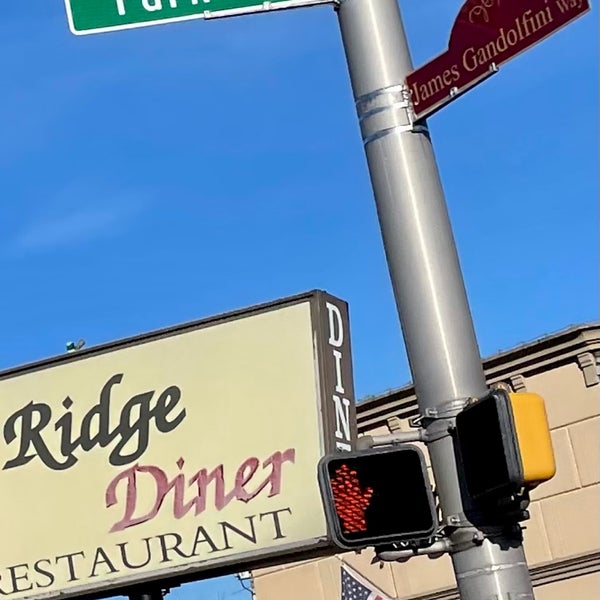 James Gandolfini Way
Ridge
Diner
RESTAURANT
DIN